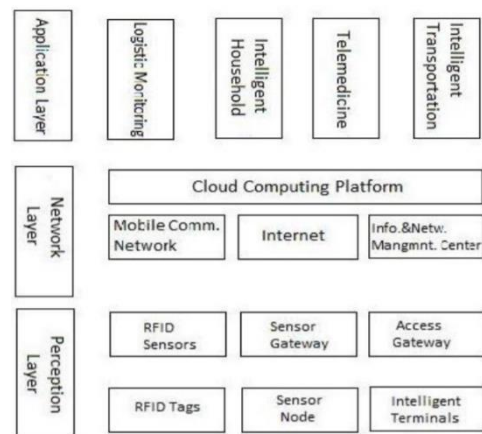 Application Layer
Logistic Monitoring
Intelligent
Household
Telemedicine
Intelligent
Transportation
Network
Layer
Cloud Computing Platform
Mobile Comm.
Network
Internet
Info.&Netw.
Mangmnt. Center
Perception
Layer
RFID
Sensors
Sensor
Gateway
Access
Gateway
RFID Tags
Sensor
Node
Intelligent
Terminals